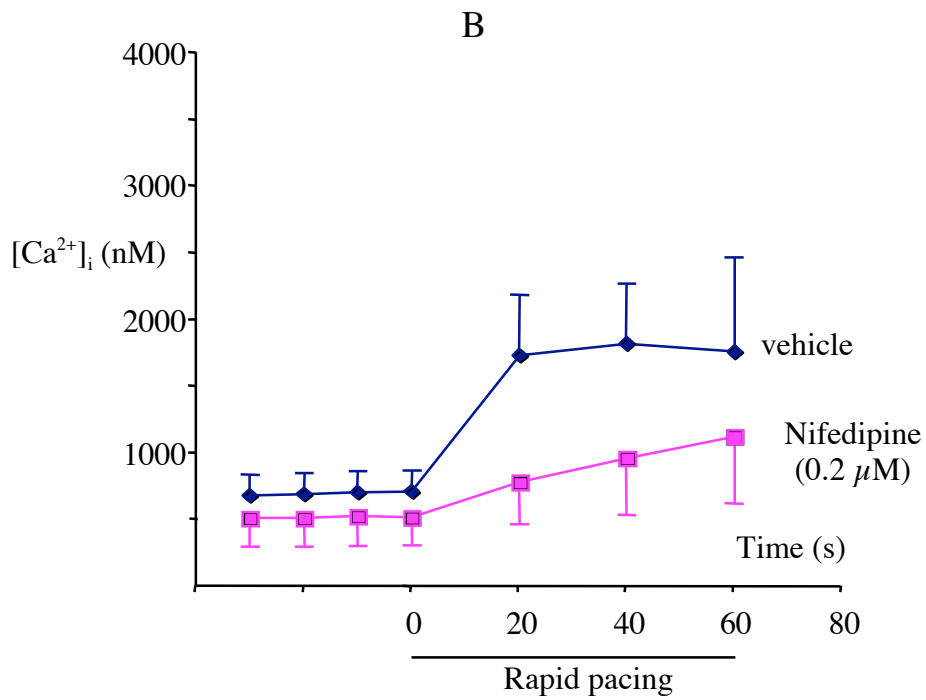 B
4000
3000
[Ca²⁺]ᵢ (nM)
2000
vehicle
1000
Nifedipine
(0.2 µM)
Time (s)
0 20 40 60 80
Rapid pacing